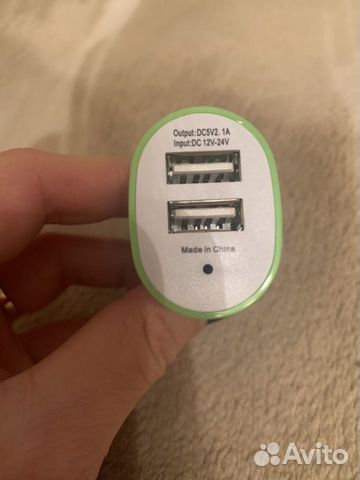 Output:DC5V2.1A
Input:DC 12V-24V
Made in China
Avito